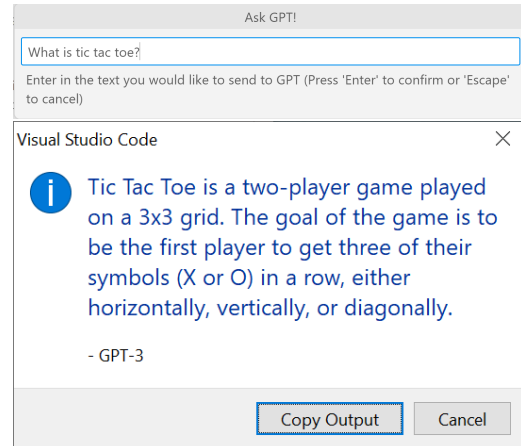 Ask GPT!
What is tic tac toe?
Enter in the text you would like to send to GPT (Press 'Enter' to confirm or 'Escape'
to cancel)
Visual Studio Code
Tic Tac Toe is a two-player game played
on a 3x3 grid. The goal of the game is to
be the first player to get three of their
symbols (X or O) in a row, either
horizontally, vertically, or diagonally.
- GPT-3
Copy Output
Cancel